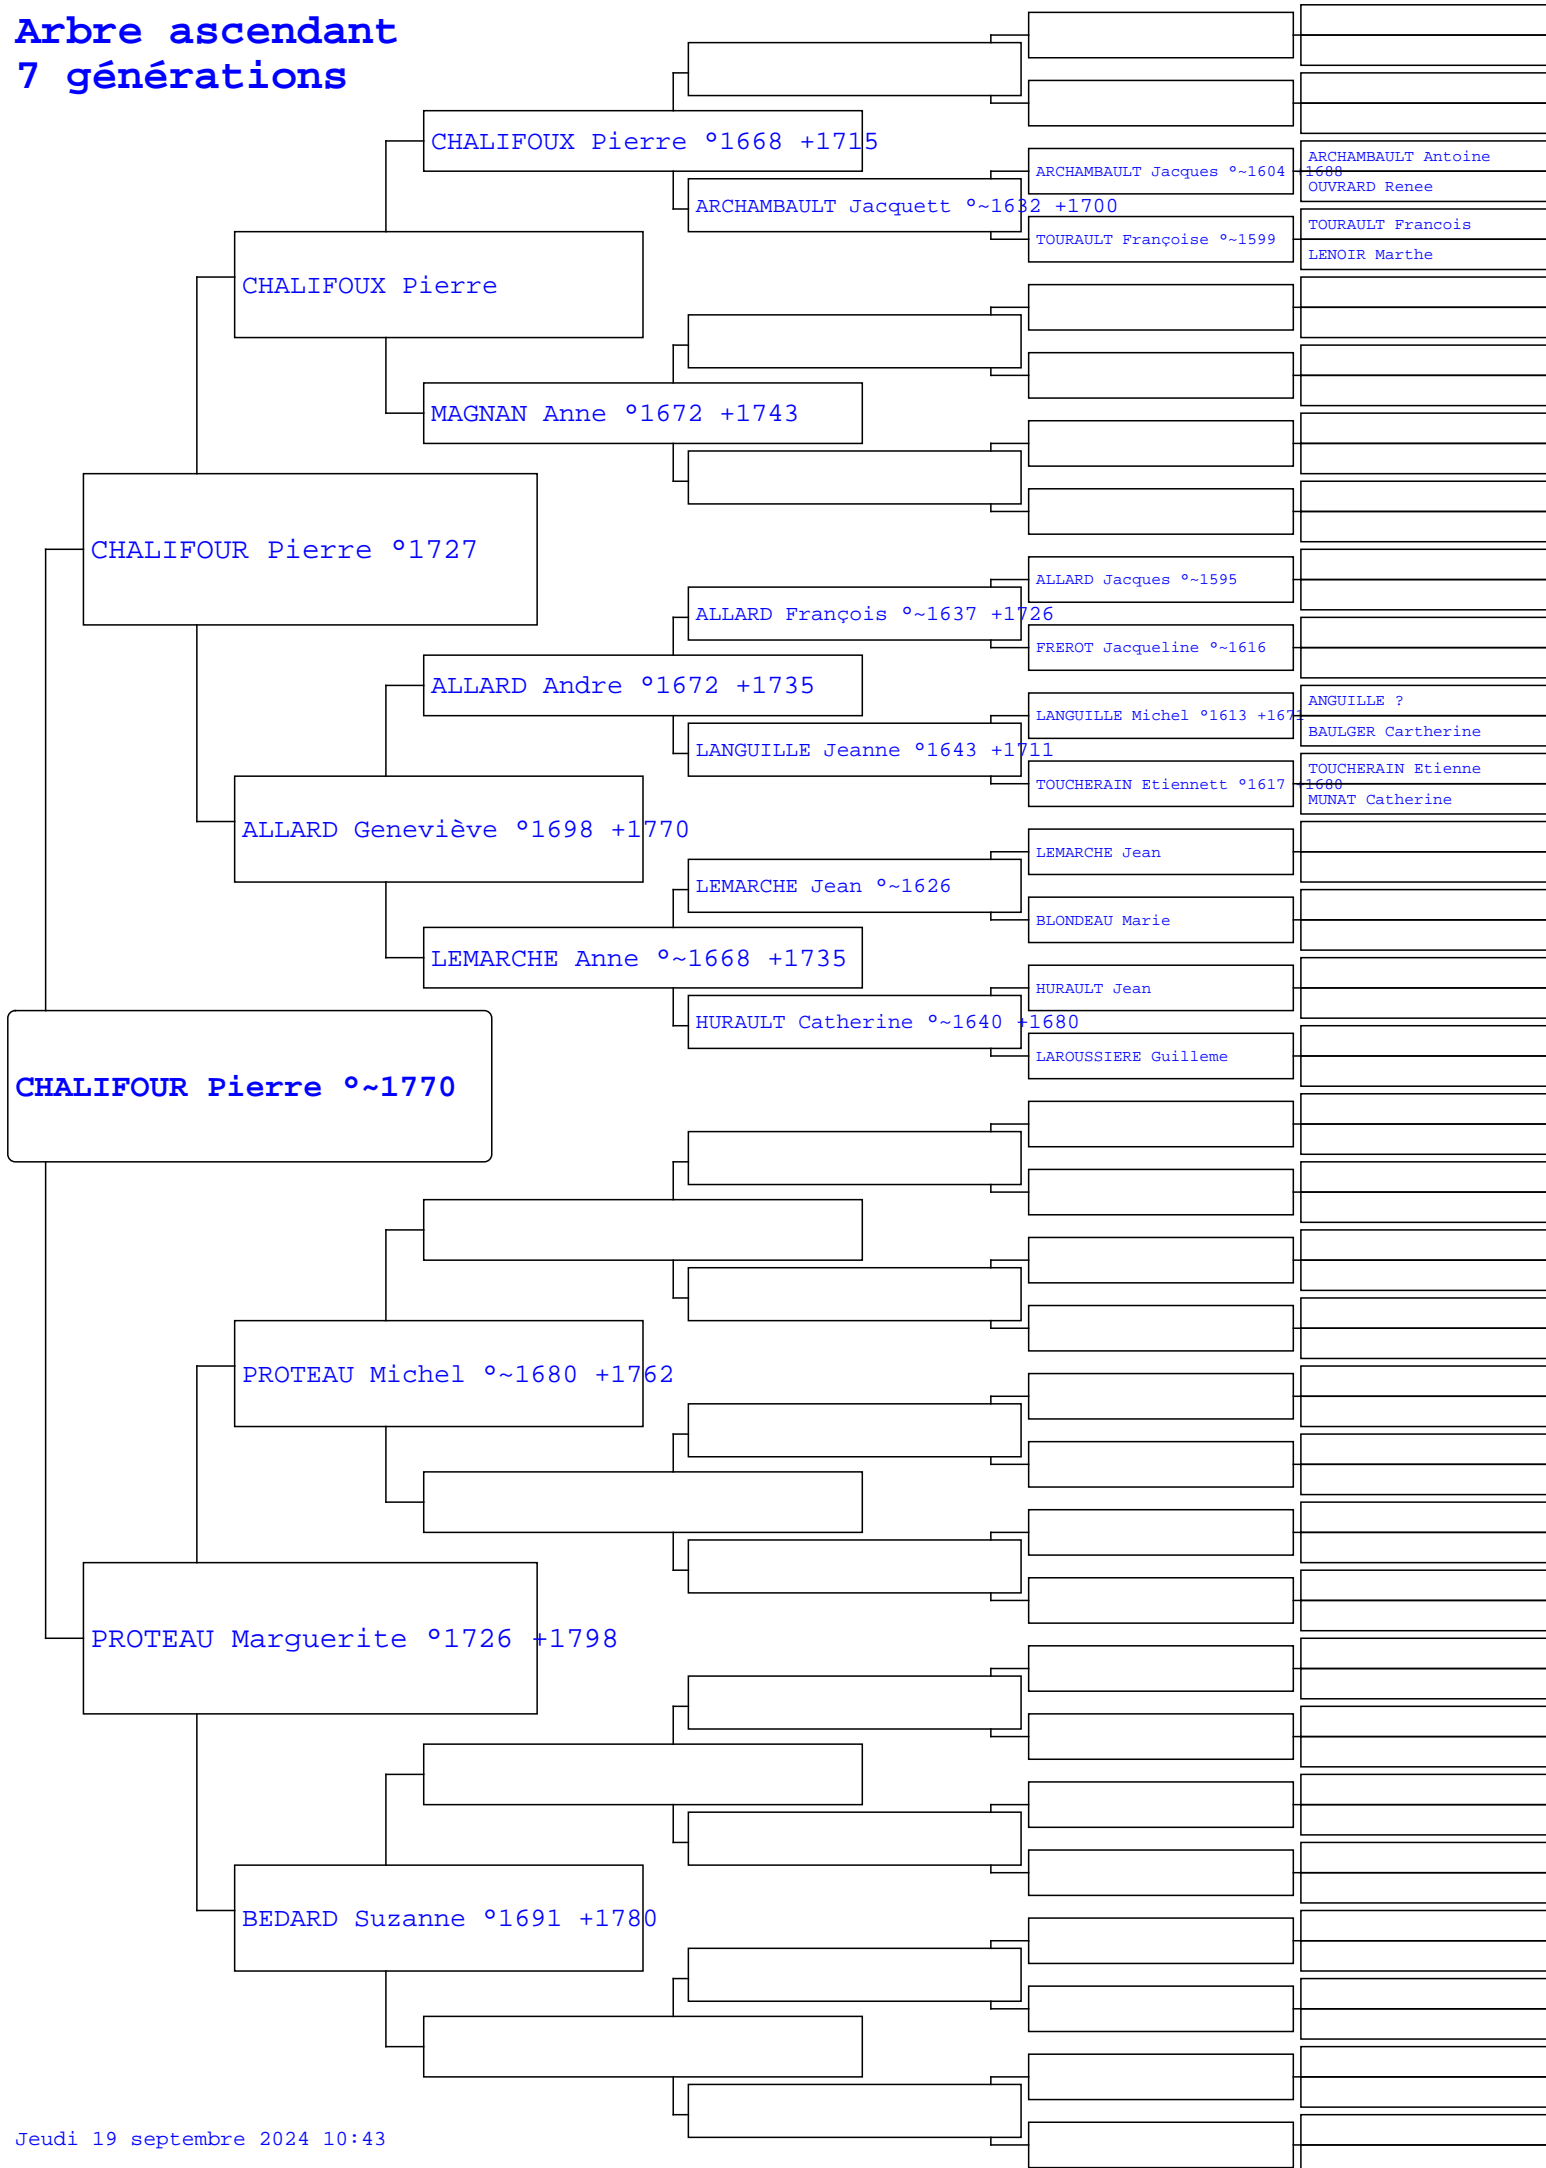 Arbre ascendant
7 générations
CHALIFOUX Pierre °1668 +1715
ARCHAMBAULT Jacques °~1604 +1688
ARCHAMBAULT Antoine
OUVRARD Renee
ARCHAMBAULT Jacquett °~1632 +1700
TOURAULT Françoise °~1599
TOURAULT Francois
LENOIR Marthe
CHALIFOUX Pierre
MAGNAN Anne °1672 +1743
CHALIFOUR Pierre °1727
ALLARD Jacques °~1595
ALLARD François °~1637 +1726
FREROT Jacqueline °~1616
ALLARD Andre °1672 +1735
LANGUILLE Michel °1613 +1671
ANGUILLE ?
BAULGER Cartherine
LANGUILLE Jeanne °1643 +1711
TOUCHERAIN Etiennett °1617 +1680
TOUCHERAIN Etienne
MUNAT Catherine
ALLARD Geneviève °1698 +1770
LEMARCHE Jean
LEMARCHE Jean °~1626
BLONDEAU Marie
LEMARCHE Anne °~1668 +1735
HURAULT Jean
HURAULT Catherine °~1640 +1680
LAROUSSIERE Guilleme
CHALIFOUR Pierre °~1770
PROTEAU Michel °~1680 +1762
PROTEAU Marguerite °1726 +1798
BEDARD Suzanne °1691 +1780
Jeudi 19 septembre 2024 10:43